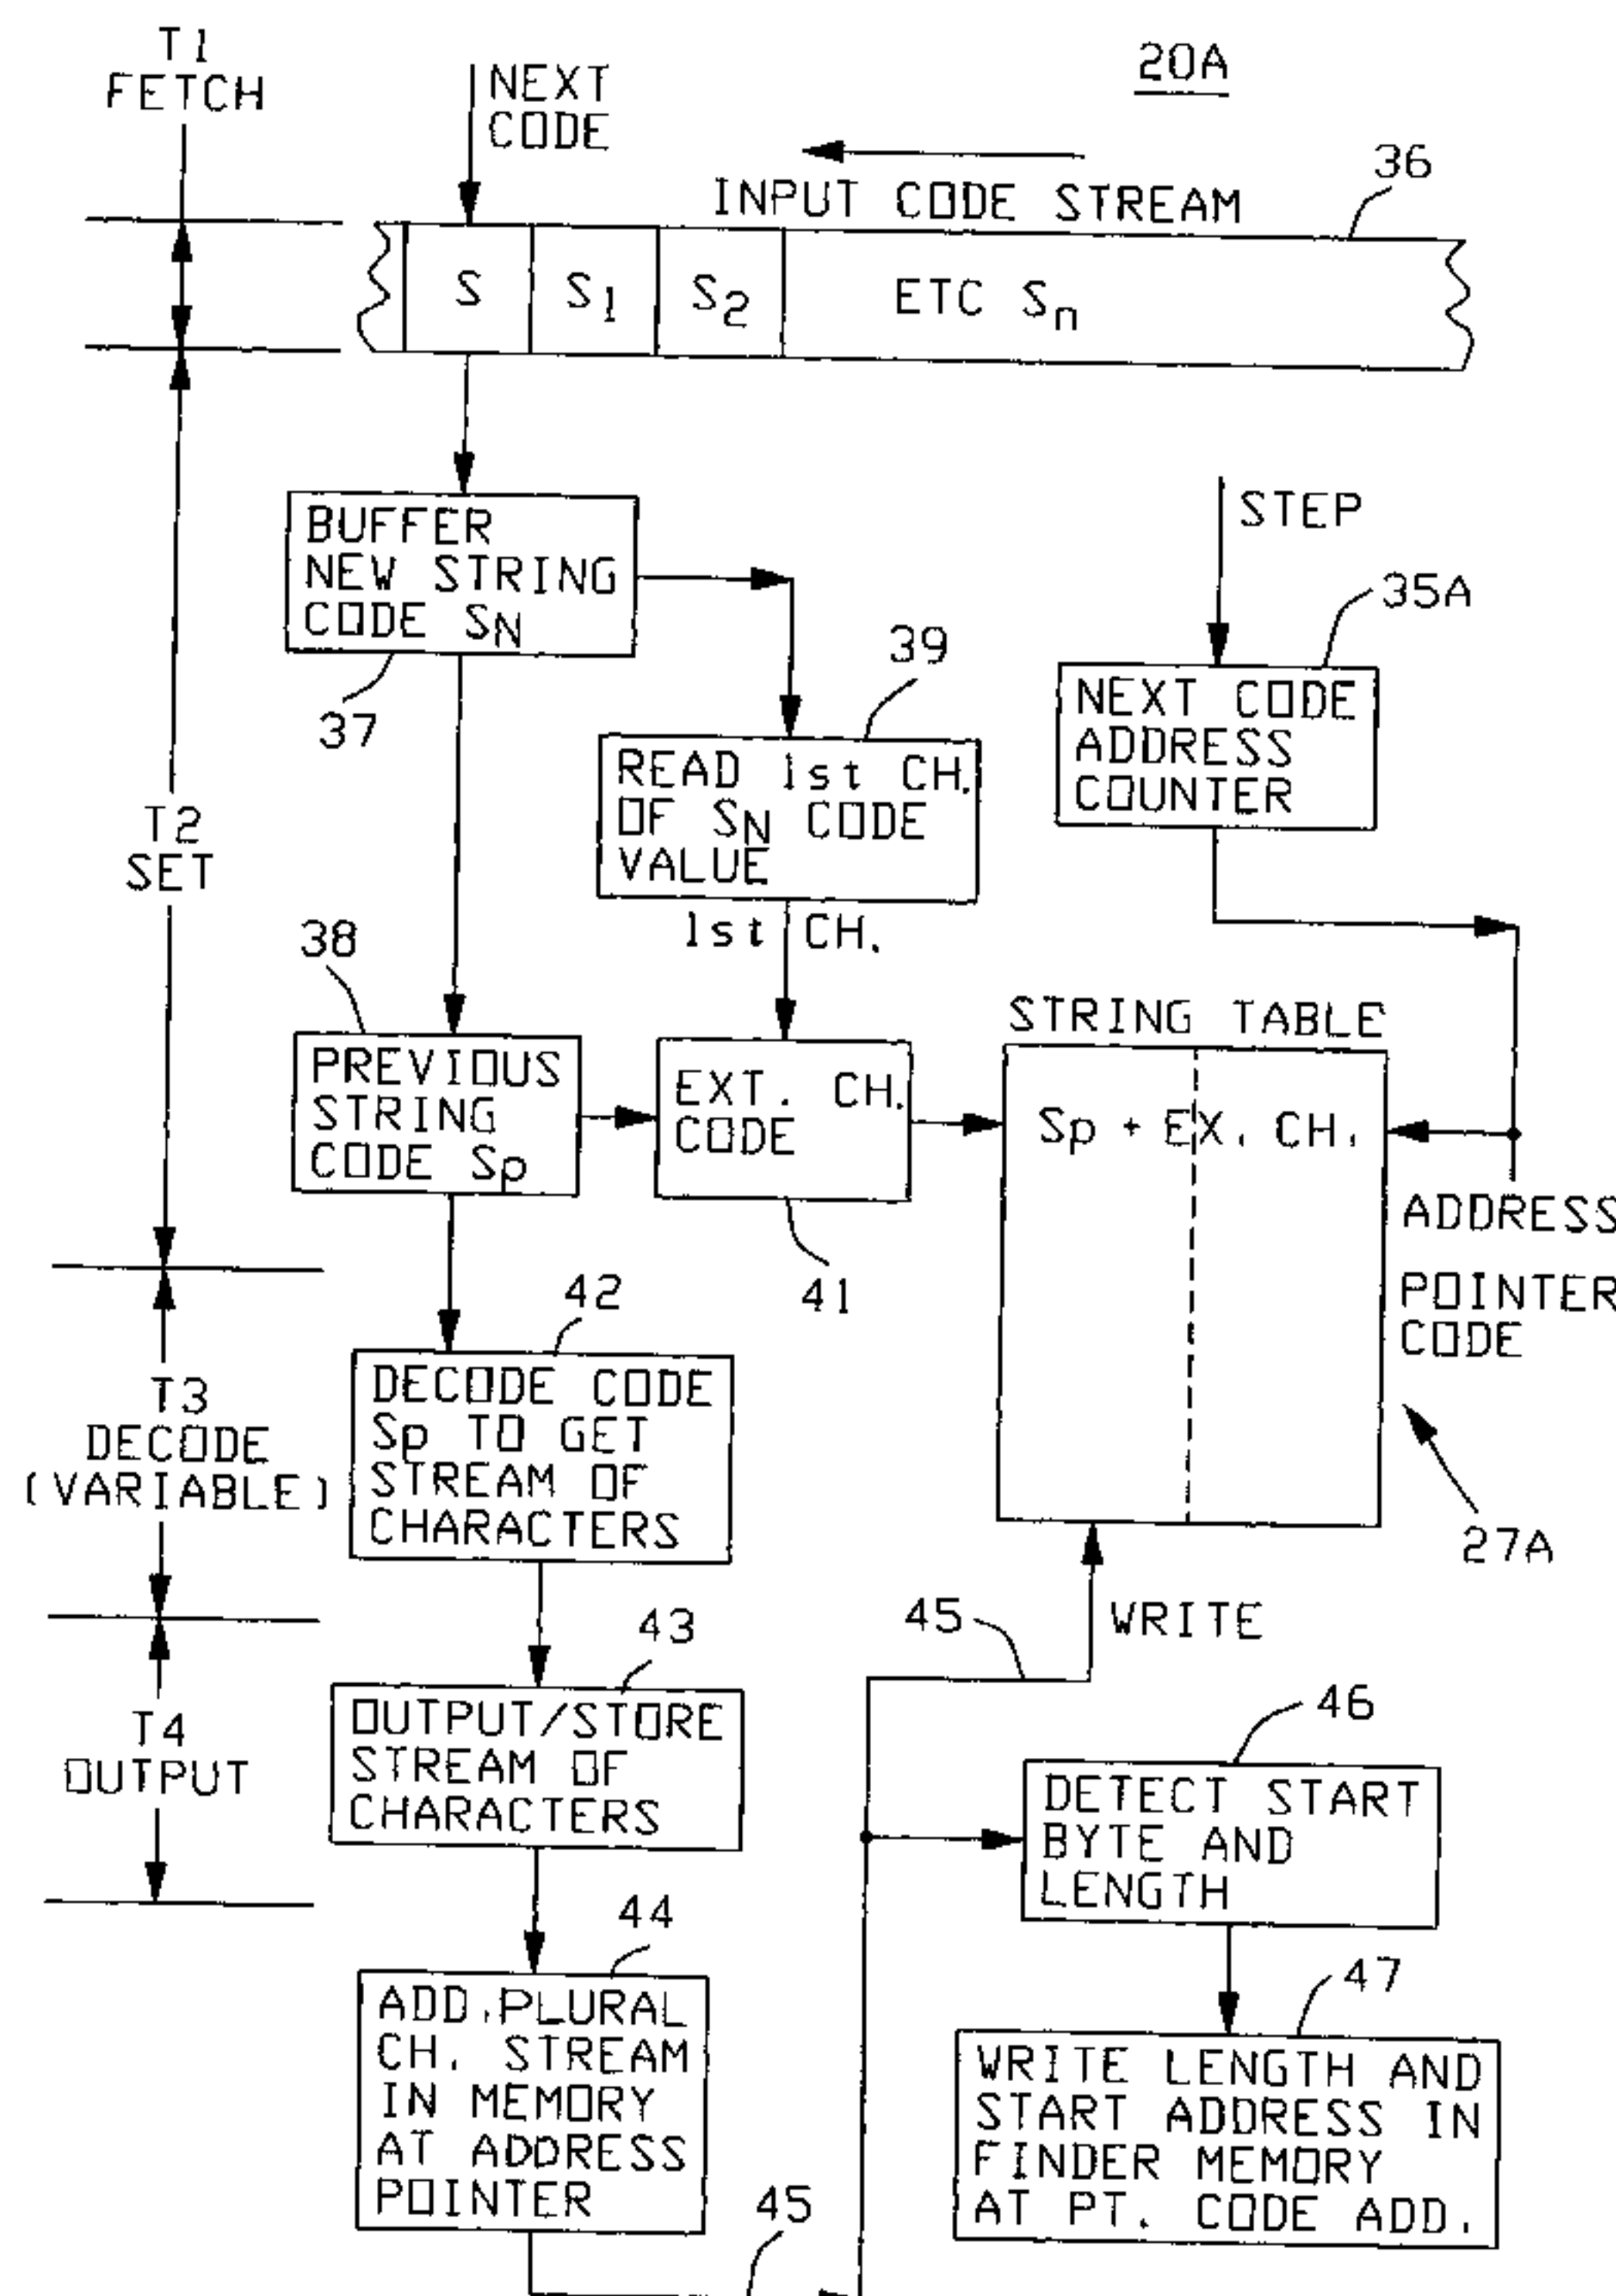 T1
FETCH
NEXT
CODE
20A
INPUT CODE STREAM
36
S
S1
S2
ETC Sn
BUFFER
NEW STRING
CODE SN
37
STEP
35A
NEXT CODE
ADDRESS
COUNTER
39
READ 1st CH.
OF SN CODE
VALUE
1st CH.
T2
SET
38
PREVIOUS
STRING
CODE Sp
EXT. CH.
CODE
41
STRING TABLE
Sp + EX. CH.
ADDRESS
POINTER
CODE
27A
T3
DECODE
(VARIABLE)
42
DECODE CODE
Sp TO GET
STREAM OF
CHARACTERS
45
WRITE
T4
OUTPUT
43
OUTPUT/STORE
STREAM OF
CHARACTERS
46
DETECT START
BYTE AND
LENGTH
44
ADD.PLURAL
CH. STREAM
IN MEMORY
AT ADDRESS
POINTER
47
WRITE LENGTH AND
START ADDRESS IN
FINDER MEMORY
AT PT. CODE ADD.
45